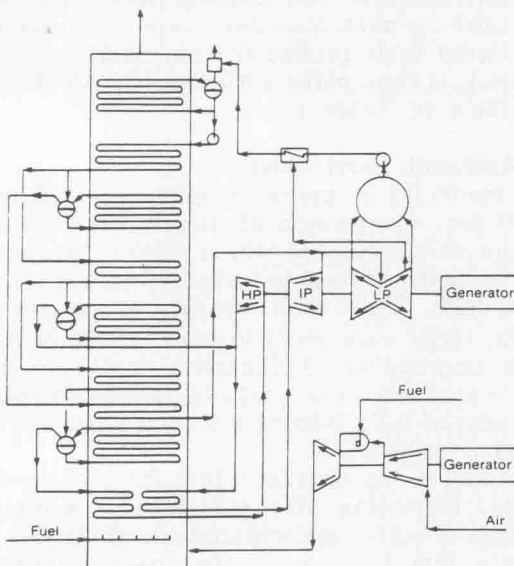 HP
IP
LP
Generator
Fuel
Generator
Fuel
Air